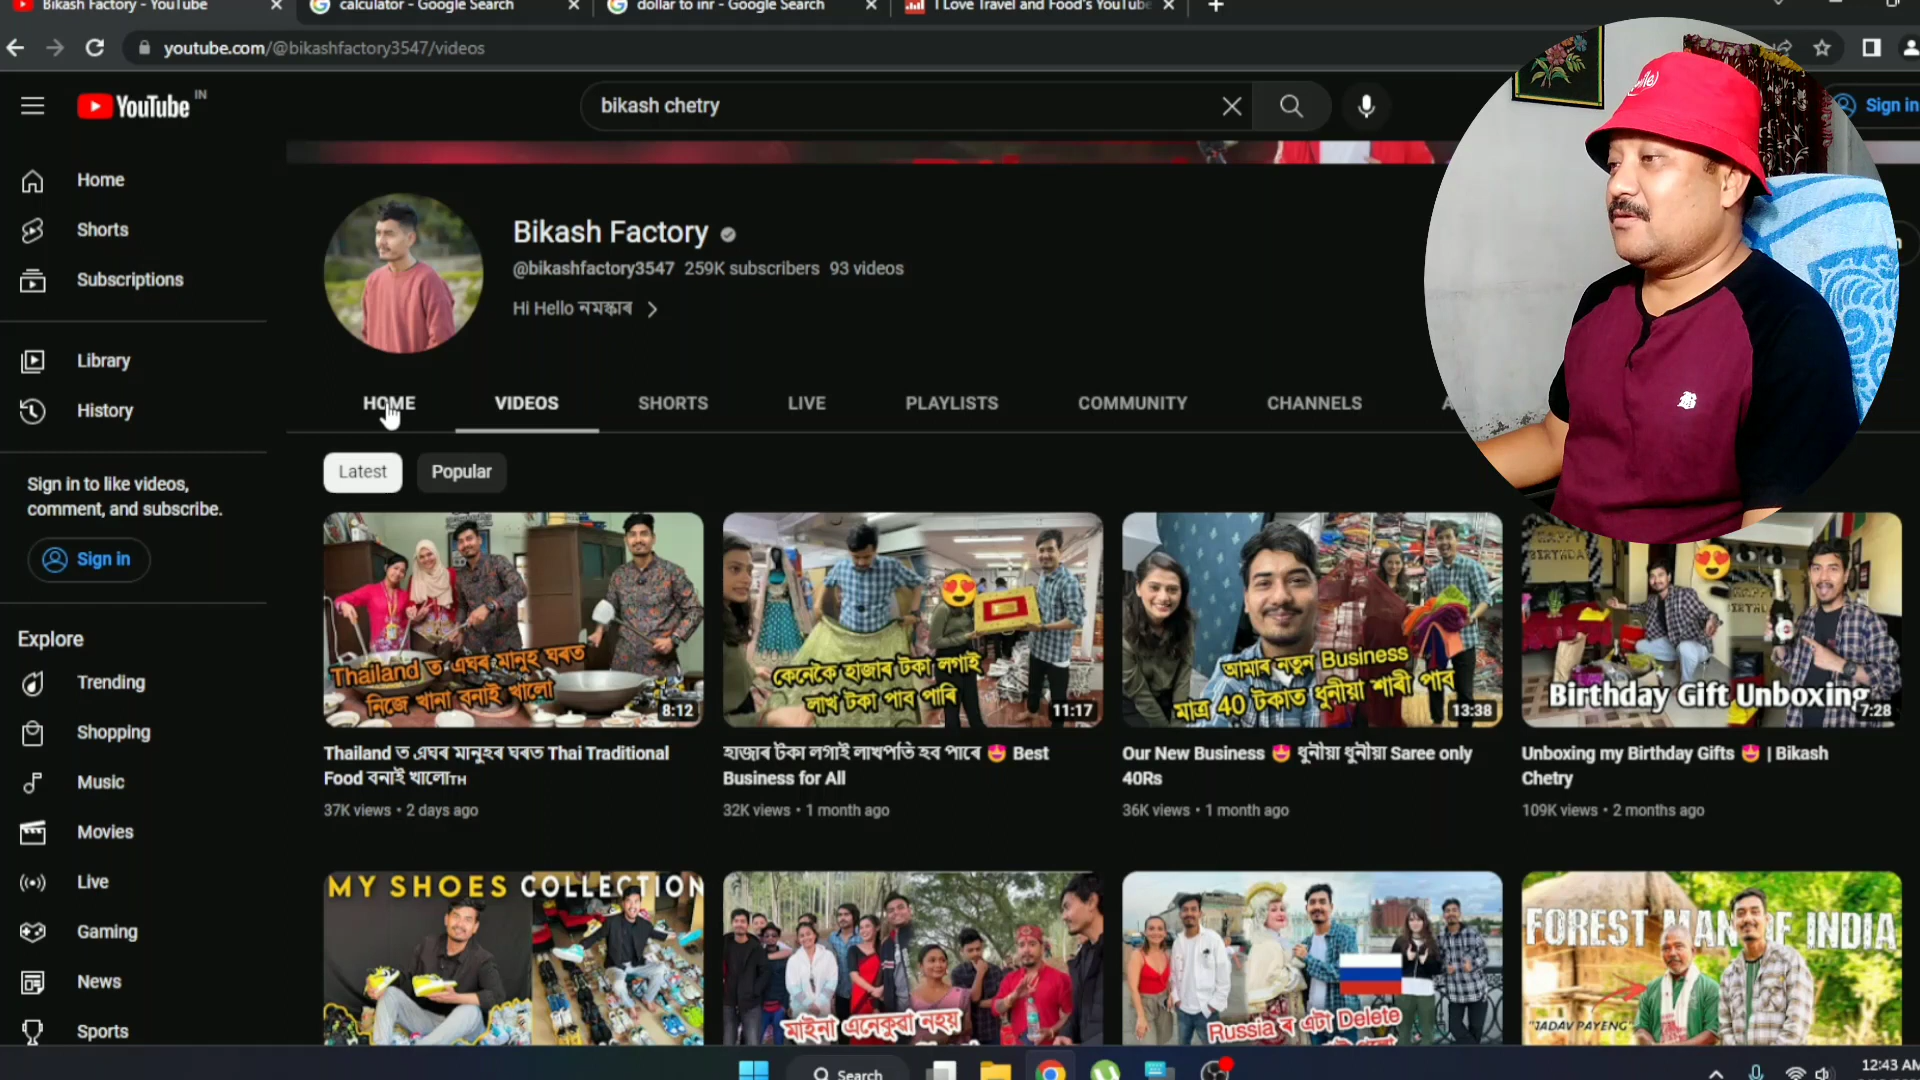 Bikash Factory - YouTube
calculator - Google Search
dollar to inr - Google Search
I Love Travel and Food's YouTube
youtube.com/@bikashfactory3547/videos
YouTube IN
bikash chetry
Sign in
Home
Shorts
Subscriptions
Library
History
Sign in to like videos,
comment, and subscribe.
Sign in
Explore
Trending
Shopping
Music
Movies
Live
Gaming
News
Sports
Bikash Factory
@bikashfactory3547 259K subscribers 93 videos
Hi Hello নমস্কাৰ
HOME VIDEOS SHORTS LIVE PLAYLISTS COMMUNITY CHANNELS
Latest Popular
Thailand ত এঘৰ মানুহ ঘৰত
নিজে খানা বনাই খালো
8:12
Thailand ত এঘৰ মানুহৰ ঘৰত Thai Traditional
Food বনাই খালোTH
37K views • 2 days ago
কেনেকৈ হাজাৰ টকা লগাই
লাখ টকা পাব পাৰি
11:17
হাজাৰ টকা লগাই লাখপতি হব পাৰে 😍 Best
Business for All
32K views • 1 month ago
আমাৰ নতুন Business
মাত্ৰ 40 টকাত ধুনীয়া শাৰী পাব
13:38
Our New Business 😍 ধুনীয়া ধুনীয়া Saree only
40Rs
36K views • 1 month ago
HAPPY
BIRTHDAY
Birthday Gift Unboxing
7:28
Unboxing my Birthday Gifts 😍 | Bikash
Chetry
109K views • 2 months ago
MY SHOES COLLECTION
মাইনা এনেকুৱা নহয়
Russia ৰ এটা Delete
FOREST MAN OF INDIA
"JADAV PAYENG"
Search
12:43 AM